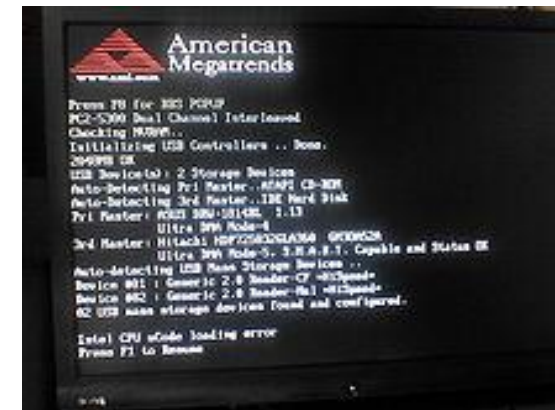 American
Megatrends
www.ami.com
Press F8 for BBS POPUP
PC2-5300 Dual Channel Interleaved
Checking NVRAM..
Initializing USB Controllers .. Done.
2048MB OK
USB Device(s): 2 Storage Devices
Auto-Detecting Pri Master..ATAPI CD-ROM
Auto-Detecting 3rd Master..IDE Hard Disk
Pri Master: ASUS 1.13
Ultra DMA Mode-4
3rd Master: Hitachi
Ultra DMA Mode-5, S.M.A.R.T. Capable and Status OK
Auto-detecting USB Mass Storage Devices ..
Device #01 : Generic 2.0 Reader-CF *HiSpeed*
Device #02 : Generic 2.0 *HiSpeed*
02 USB mass storage devices found and configured.
Intel CPU uCode loading error
Press F1 to Resume